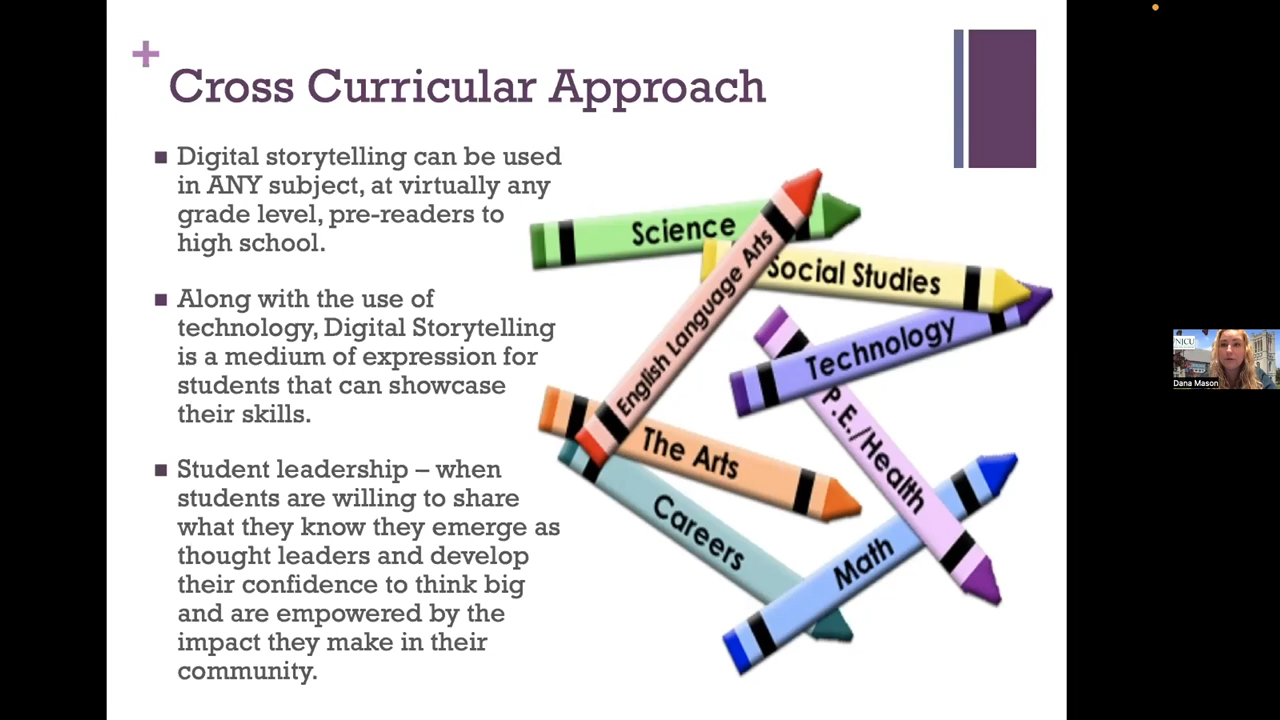 +
Cross Curricular Approach
■ Digital storytelling can be used
in ANY subject, at virtually any
grade level, pre-readers to
high school.
■ Along with the use of
technology, Digital Storytelling
is a medium of expression for
students that can showcase
their skills.
■ Student leadership – when
students are willing to share
what they know they emerge as
thought leaders and develop
their confidence to think big
and are empowered by the
impact they make in their
community.
Science
English Language Arts
Social Studies
Technology
P.E./Health
The Arts
Careers
Math
NJCU
Dana Mason